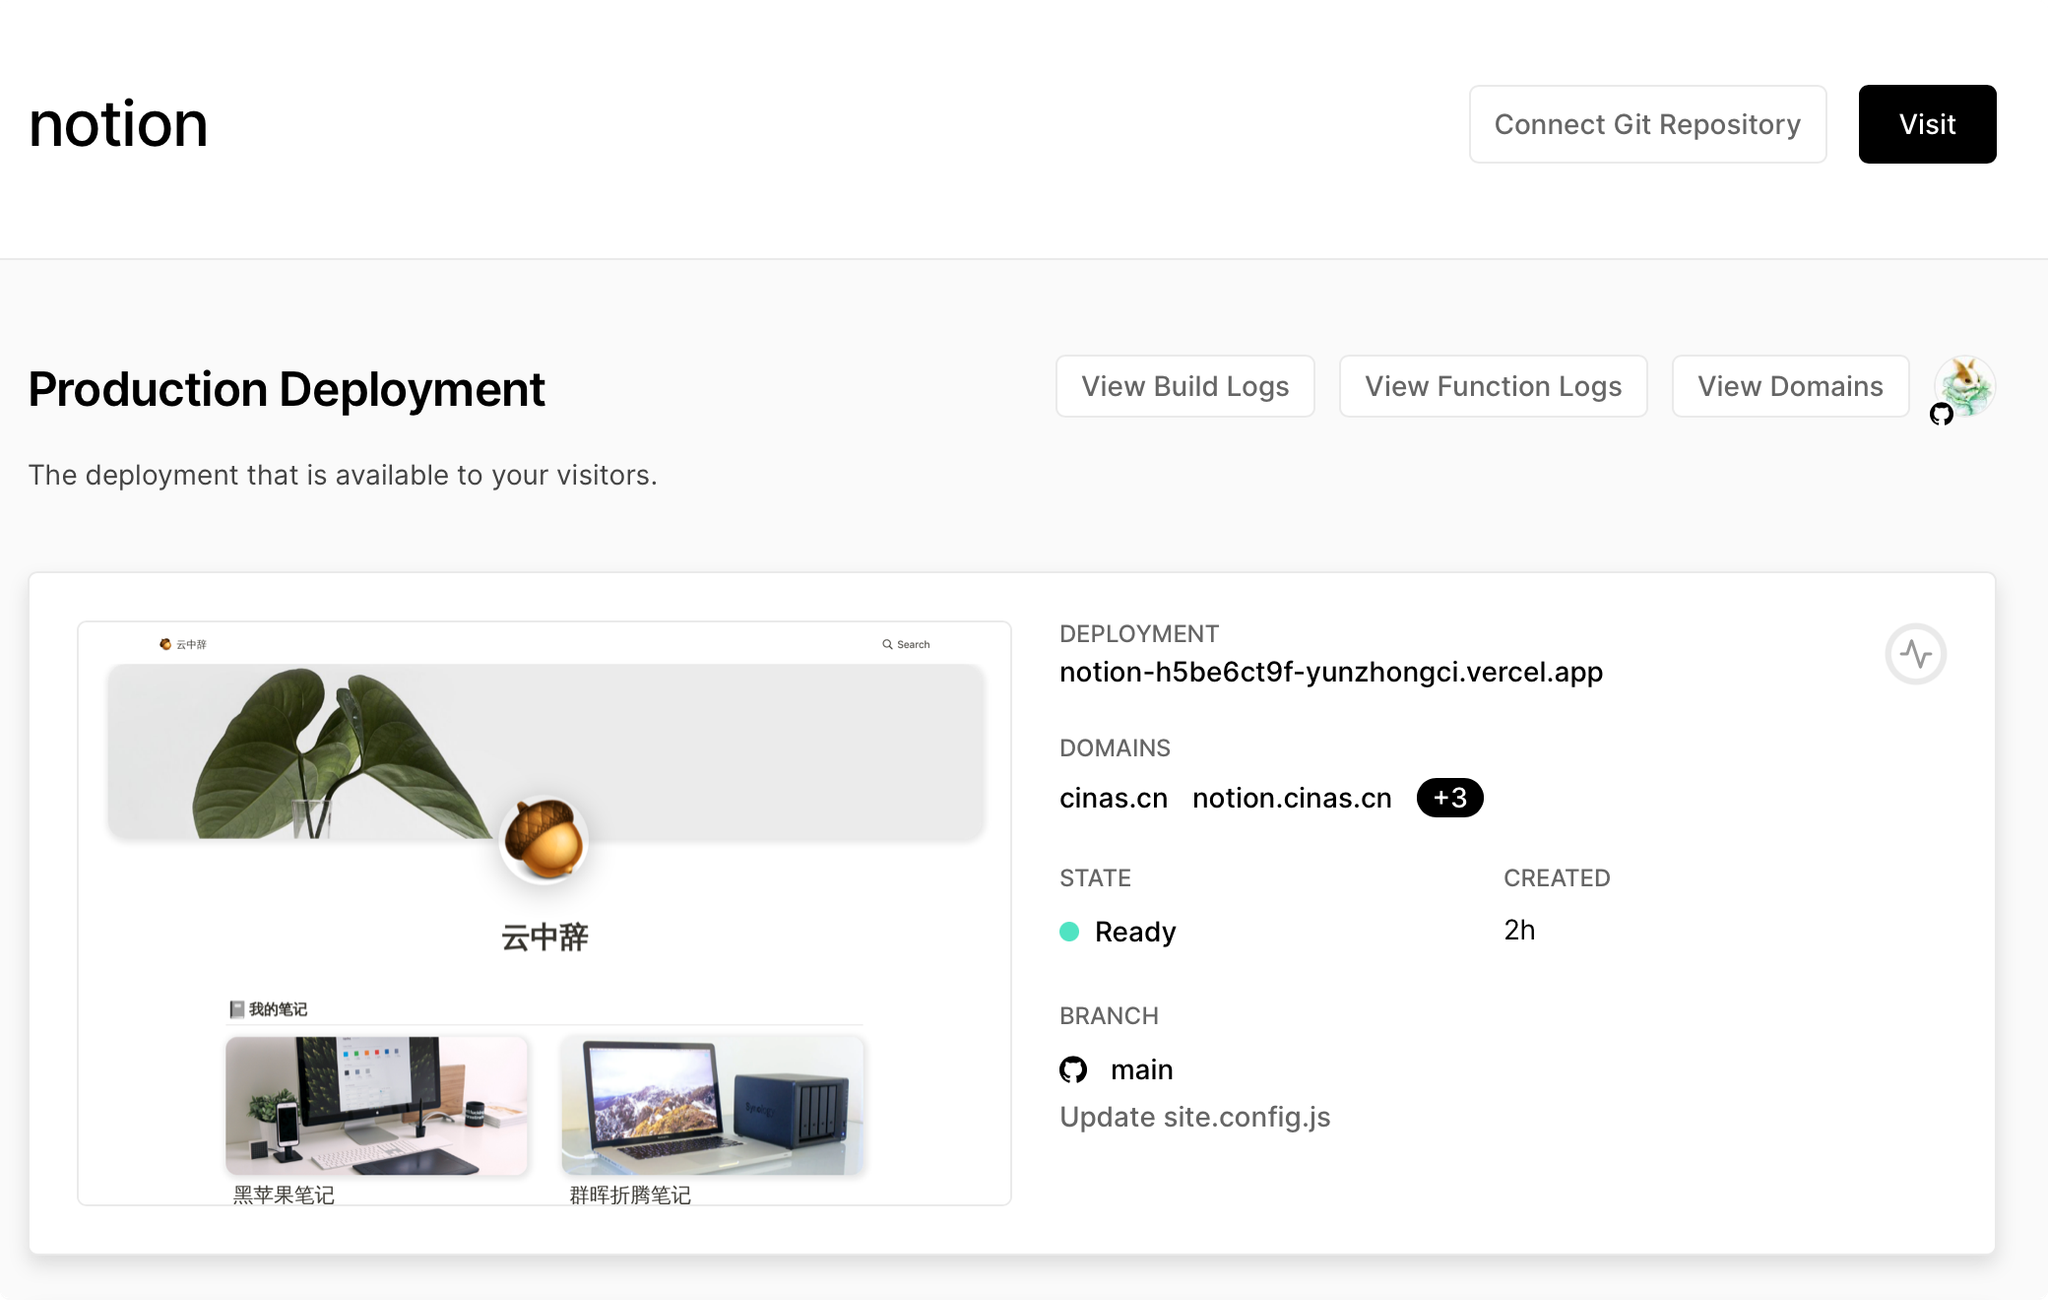 notion
Connect Git Repository
Visit
Production Deployment
View Build Logs
View Function Logs
View Domains
The deployment that is available to your visitors.
云中辞
Search
云中辞
我的笔记
Synology
黑苹果笔记
群晖折腾笔记
DEPLOYMENT
notion-h5be6ct9f-yunzhongci.vercel.app
DOMAINS
cinas.cn notion.cinas.cn +3
STATE
Ready
CREATED
2h
BRANCH
main
Update site.config.js